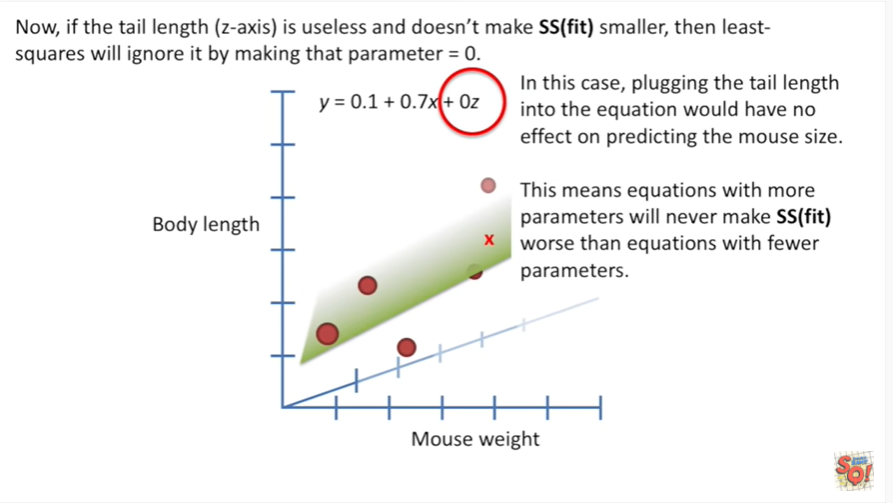 Now, if the tail length (z-axis) is useless and doesn't make SS(fit) smaller, then least-
squares will ignore it by making that parameter = 0.
y = 0.1 + 0.7x + 0z
In this case, plugging the tail length
into the equation would have no
effect on predicting the mouse size.
This means equations with more
parameters will never make SS(fit)
worse than equations with fewer
parameters.
Body length
x
Mouse weight
SQ!